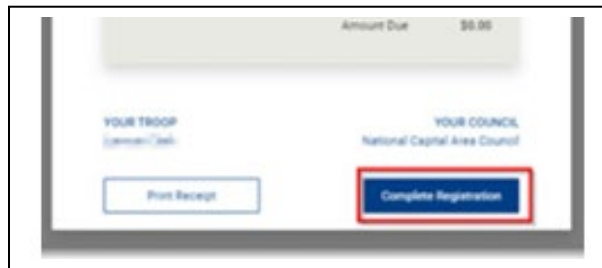 Amount Due $0.00
YOUR TROOP
YOUR COUNCIL
National Capital Area Council
Print Receipt
Complete Registration